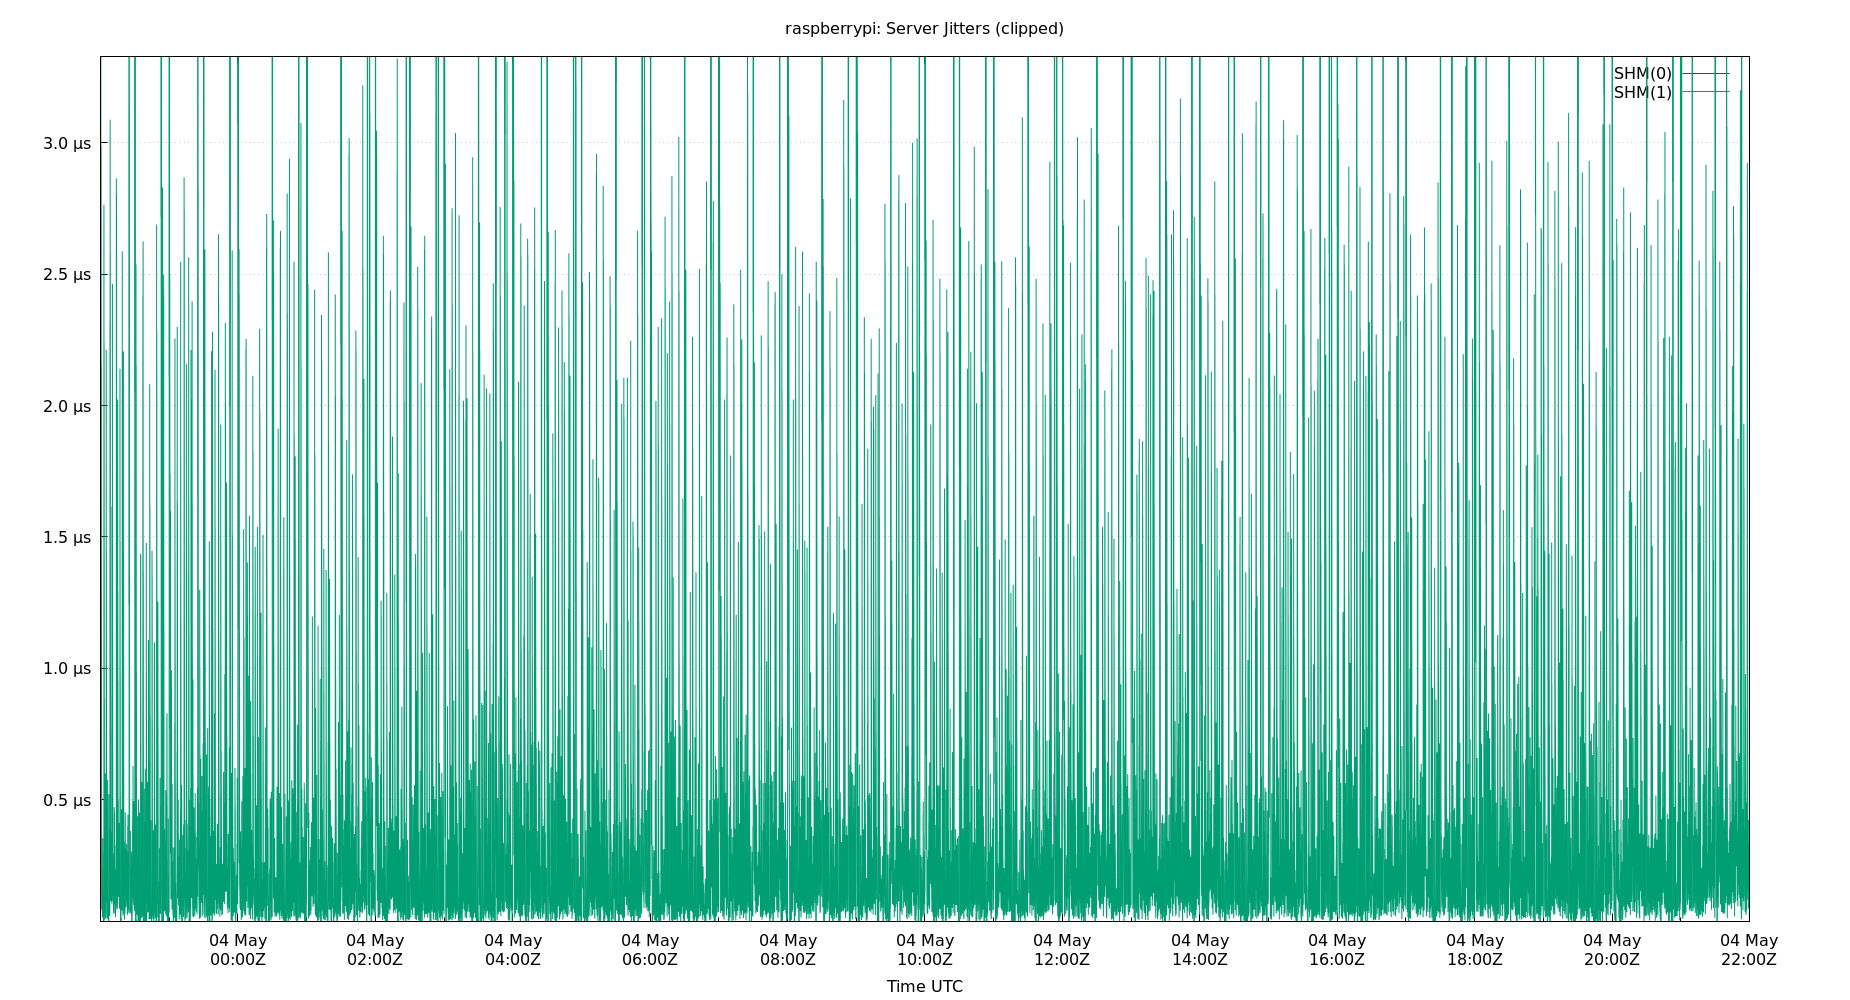 raspberrypi: Server Jitters (clipped)
SHM(0)
SHM(1)
3.0 µs
2.5 µs
2.0 µs
1.5 µs
1.0 µs
0.5 µs
04 May 04 May 04 May 04 May 04 May 04 May 04 May 04 May 04 May 04 May 04 May 04 May
00:00Z 02:00Z 04:00Z 06:00Z 08:00Z 10:00Z 12:00Z 14:00Z 16:00Z 18:00Z 20:00Z 22:00Z
Time UTC